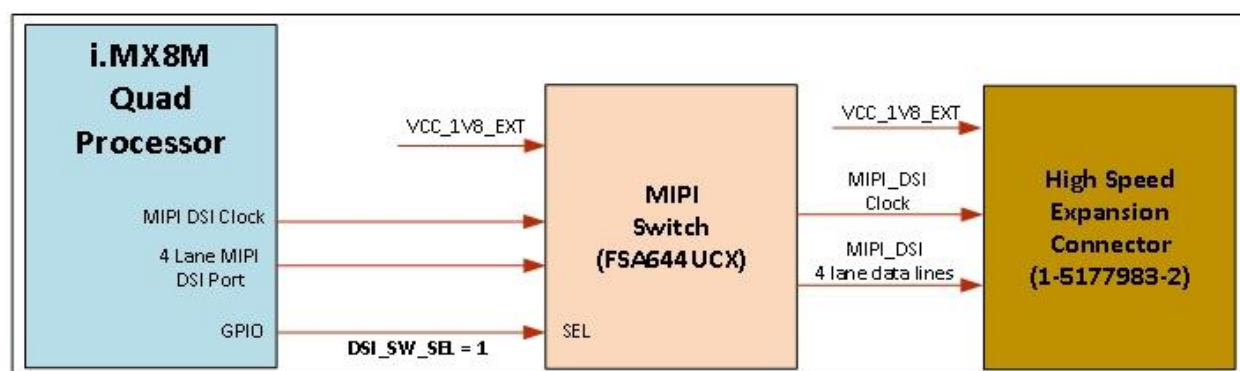 i.MX8M
Quad
Processor
MIPI DSI Clock
4 Lane MIPI
DSI Port
GPIO
VCC_1V8_EXT
DSI_SW_SEL = 1
MIPI
Switch
(FSA644UCX)
SEL
VCC_1V8_EXT
MIPI_DSI
Clock
MIPI_DSI
4 lane data lines
High Speed
Expansion
Connector
(1-5177983-2)